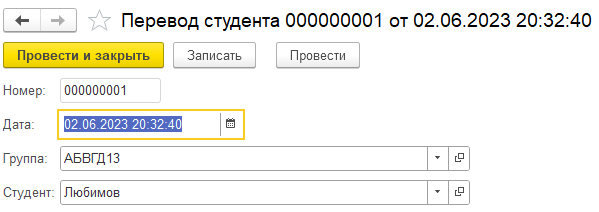 Перевод студента 000000001 от 02.06.2023 20:32:40
Провести и закрыть Записать Провести
Номер: 000000001
Дата: 02.06.2023 20:32:40
Группа: АБВГД13
Студент: Любимов